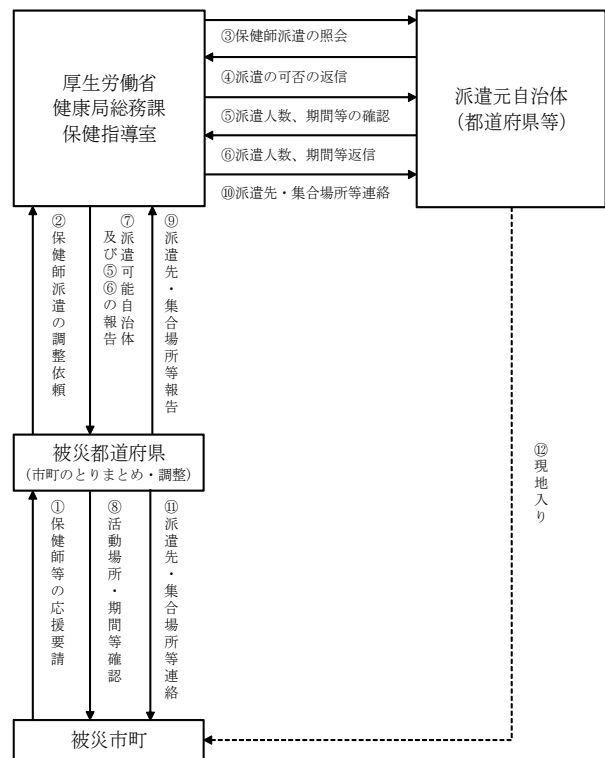 厚生労働省
健康局総務課
保健指導室
③保健師派遣の照会
④派遣の可否の返信
⑤派遣人数、期間等の確認
⑥派遣人数、期間等返信
⑩派遣先・集合場所等連絡
派遣元自治体
(都道府県等)
②保健師派遣の調整依頼
⑦派遣可能自治体
及び⑤⑥の報告
⑨派遣先・集合場所等報告
被災都道府県
(市町のとりまとめ・調整)
⑫現地入り
①保健師等の応援要請
⑧活動場所・期間等確認
⑪派遣先・集合場所等連絡
被災市町